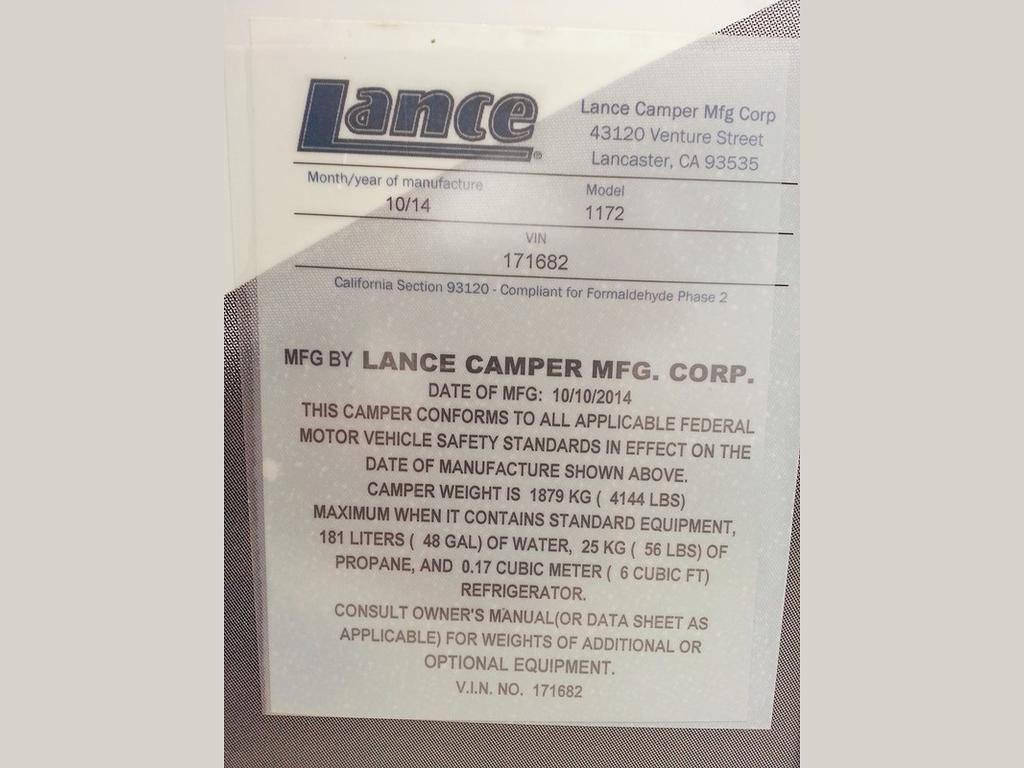 Lance®
Lance Camper Mfg Corp
43120 Venture Street
Lancaster, CA 93535
Month/year of manufacture
10/14
Model
1172
VIN
171682
California Section 93120 - Compliant for Formaldehyde Phase 2
MFG BY LANCE CAMPER MFG. CORP.
DATE OF MFG: 10/10/2014
THIS CAMPER CONFORMS TO ALL APPLICABLE FEDERAL
MOTOR VEHICLE SAFETY STANDARDS IN EFFECT ON THE
DATE OF MANUFACTURE SHOWN ABOVE.
CAMPER WEIGHT IS 1879 KG ( 4144 LBS)
MAXIMUM WHEN IT CONTAINS STANDARD EQUIPMENT,
181 LITERS ( 48 GAL) OF WATER, 25 KG ( 56 LBS) OF
PROPANE, AND 0.17 CUBIC METER ( 6 CUBIC FT)
REFRIGERATOR.
CONSULT OWNER'S MANUAL(OR DATA SHEET AS
APPLICABLE) FOR WEIGHTS OF ADDITIONAL OR
OPTIONAL EQUIPMENT.
V.I.N. NO. 171682